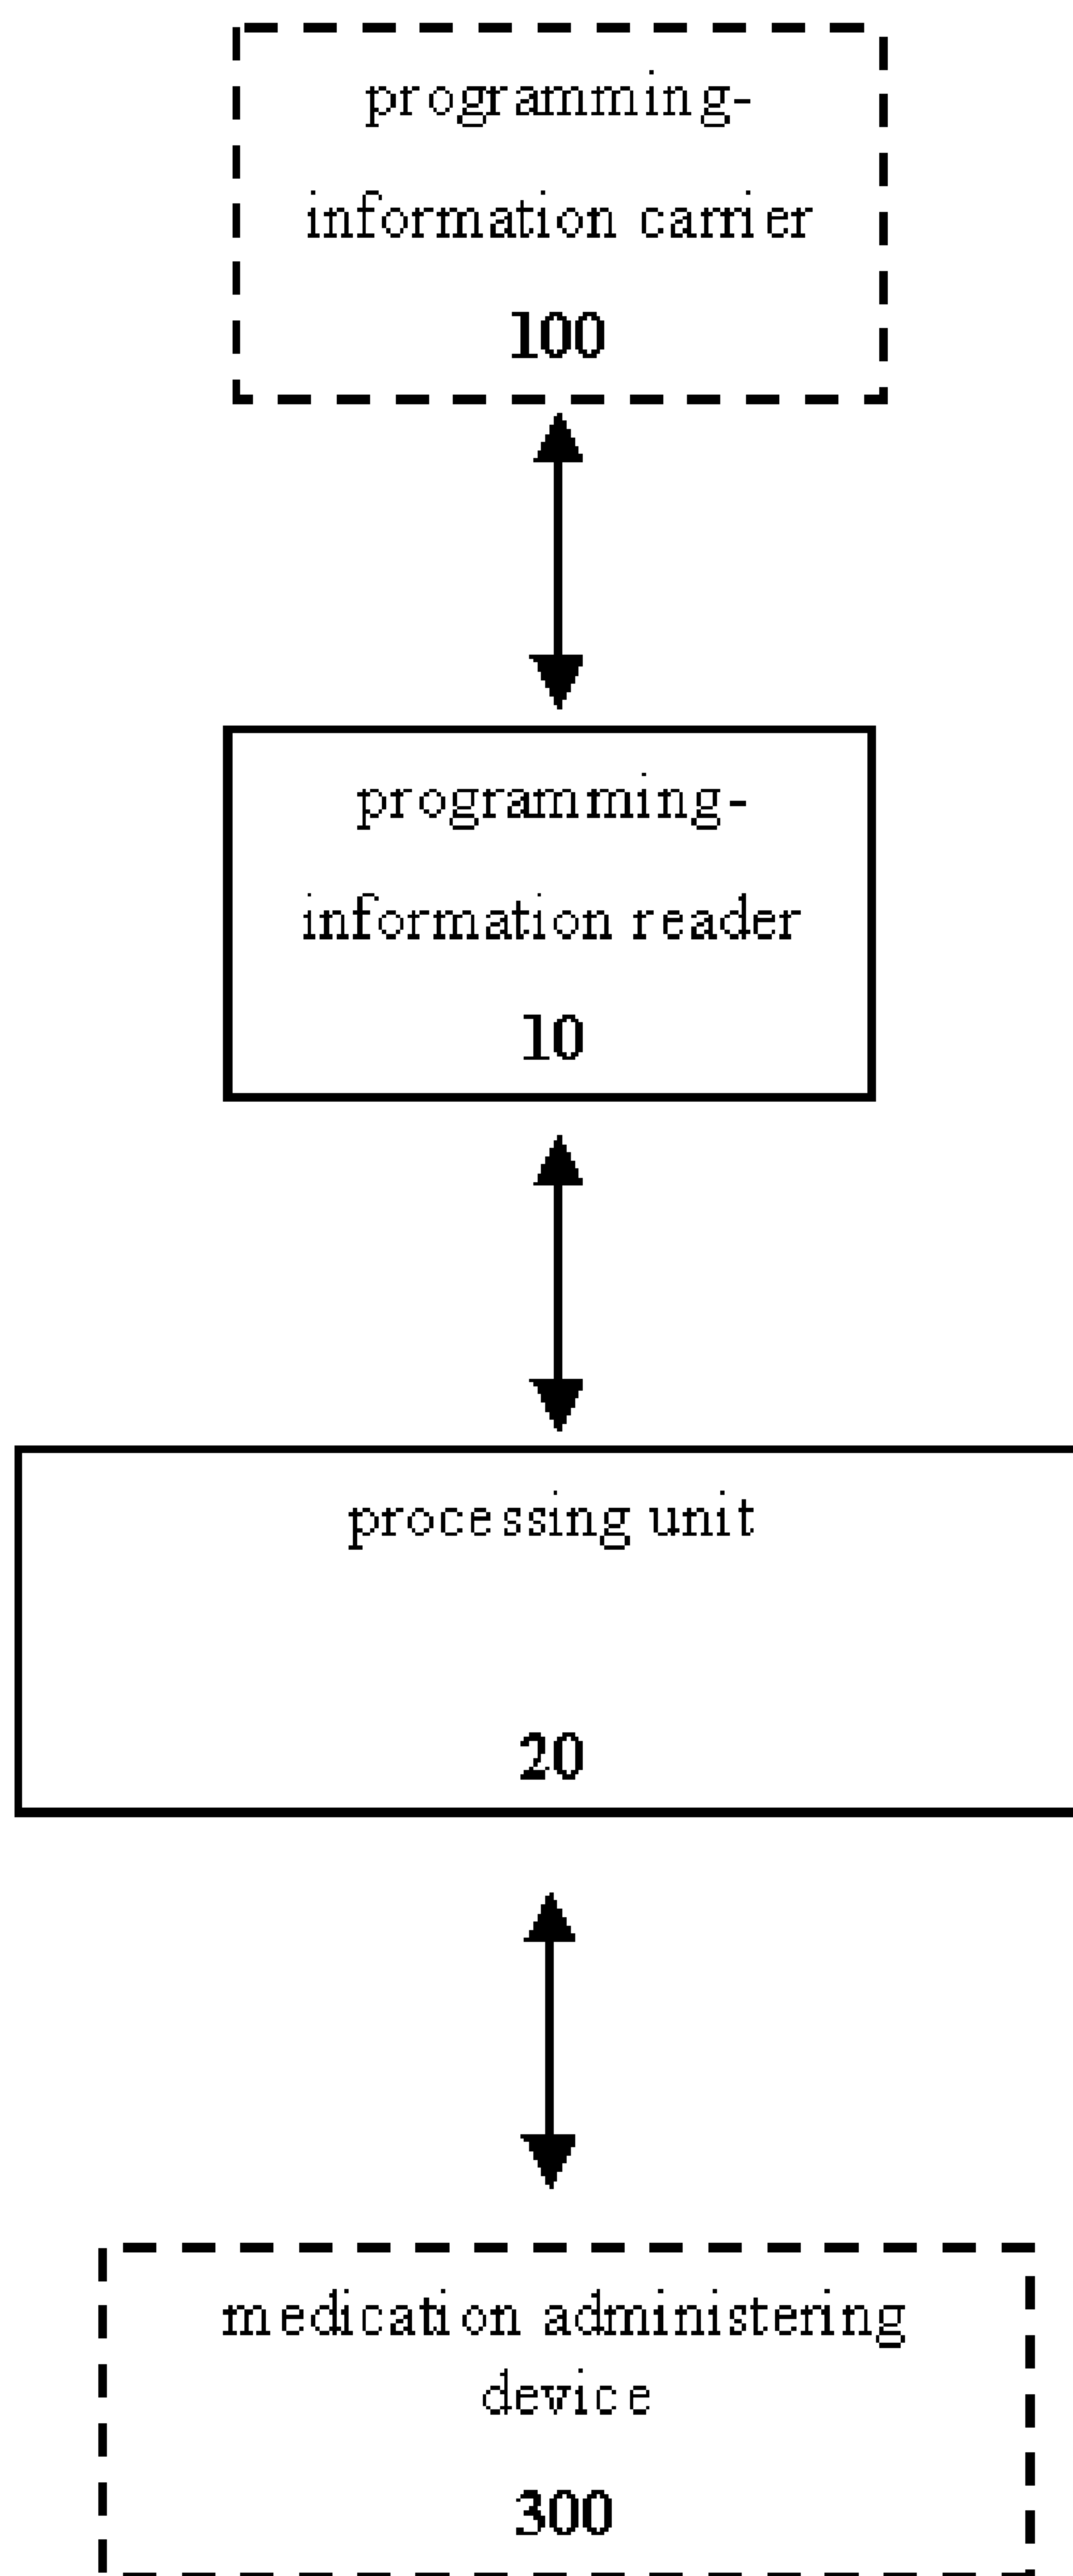 programming-
information carrier
100
programming-
information reader
10
processing unit
20
medication administering
device
300